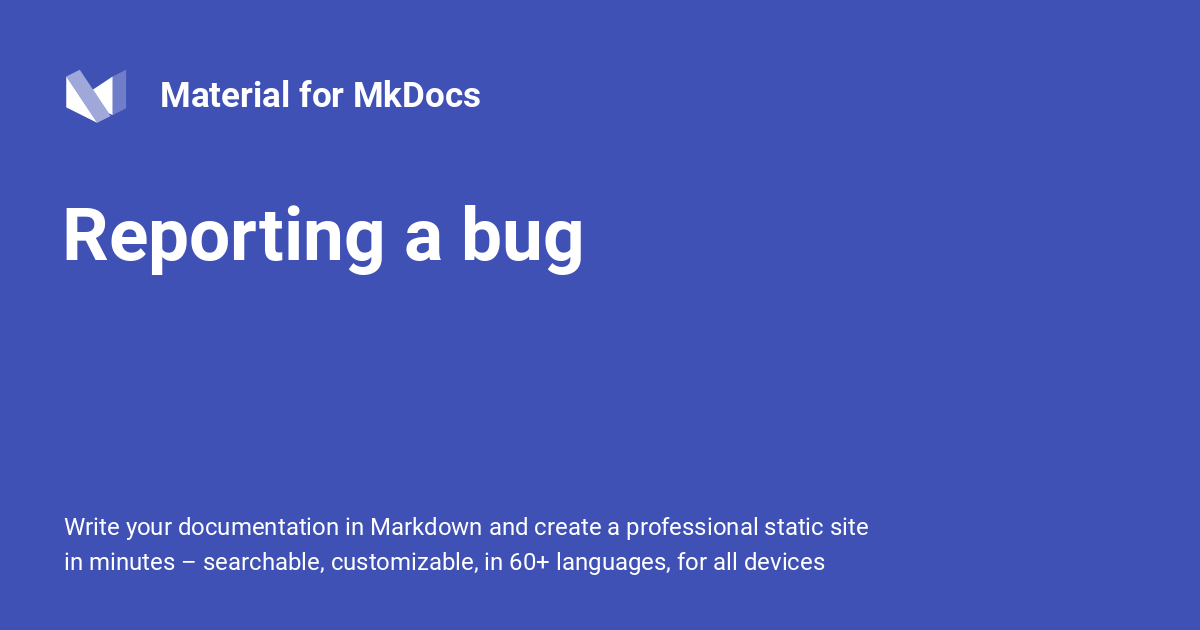 Material for MkDocs
Reporting a bug
Write your documentation in Markdown and create a professional static site
in minutes – searchable, customizable, in 60+ languages, for all devices